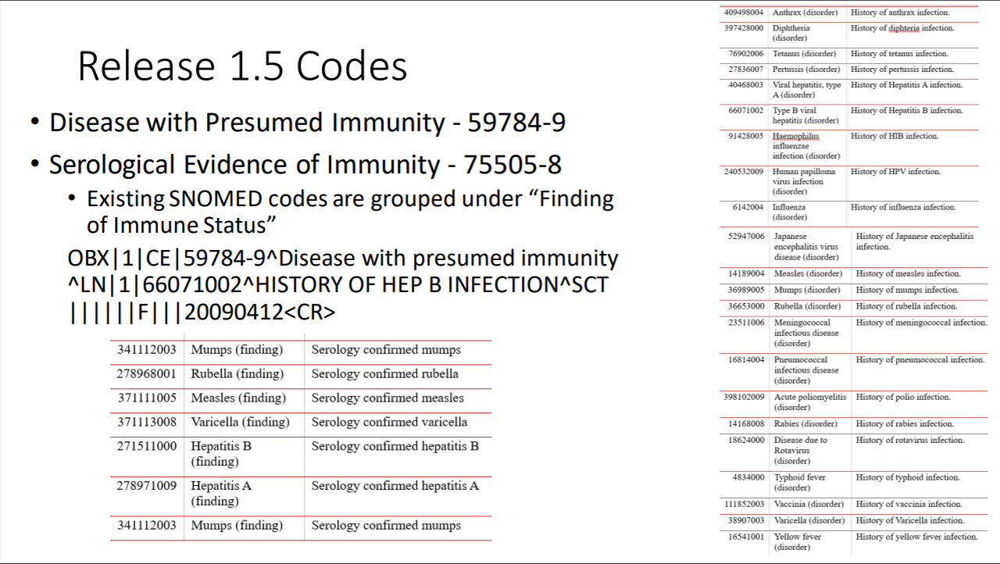 Release 1.5 Codes
• Disease with Presumed Immunity - 59784-9
• Serological Evidence of Immunity - 75505-8
• Existing SNOMED codes are grouped under “Finding
of Immune Status”
OBX|1|CE|59784-9^Disease with presumed immunity
^LN|1|66071002^HISTORY OF HEP B INFECTION^SCT
||||||F|||20090412<CR>
341112003 Mumps (finding) Serology confirmed mumps
278968001 Rubella (finding) Serology confirmed rubella
371111005 Measles (finding) Serology confirmed measles
371113008 Varicella (finding) Serology confirmed varicella
271511000 Hepatitis B Serology confirmed hepatitis B
(finding)
278971009 Hepatitis A Serology confirmed hepatitis A
(finding)
341112003 Mumps (finding) Serology confirmed mumps
409498004 Anthrax (disorder) History of anthrax infection.
397428000 Diphtheria History of diphteria infection.
(disorder)
76902006 Tetanus (disorder) History of tetanus infection.
27836007 Pertussis (disorder) History of pertussis infection.
40468003 Viral hepatitis, type History of Hepatitis A infection.
A (disorder)
66071002 Type B viral History of Hepatitis B infection.
hepatitis (disorder)
91428005 Haemophilus History of HIB infection.
influenzae
infection (disorder)
240532009 Human papilloma History of HPV infection.
virus infection
(disorder)
6142004 Influenza History of influenza infection.
(disorder)
52947006 Japanese History of Japanese encephalitis
encephalitis virus infection.
disease (disorder)
14189004 Measles (disorder) History of measles infection.
36989005 Mumps (disorder) History of mumps infection.
36653000 Rubella (disorder) History of rubella infection.
23511006 Meningococcal History of meningococcal infection.
infectious disease
(disorder)
16814004 Pneumococcal History of pneumococcal infection.
infectious disease
(disorder)
398102009 Acute poliomyelitis History of polio infection.
(disorder)
14168008 Rabies (disorder) History of rabies infection.
18624000 Disease due to History of rotavirus infection.
Rotavirus
(disorder)
4834000 Typhoid fever History of typhoid infection.
(disorder)
111852003 Vaccinia (disorder) History of vaccinia infection.
38907003 Varicella (disorder) History of Varicella infection.
16541001 Yellow fever History of yellow fever infection.
(disorder)